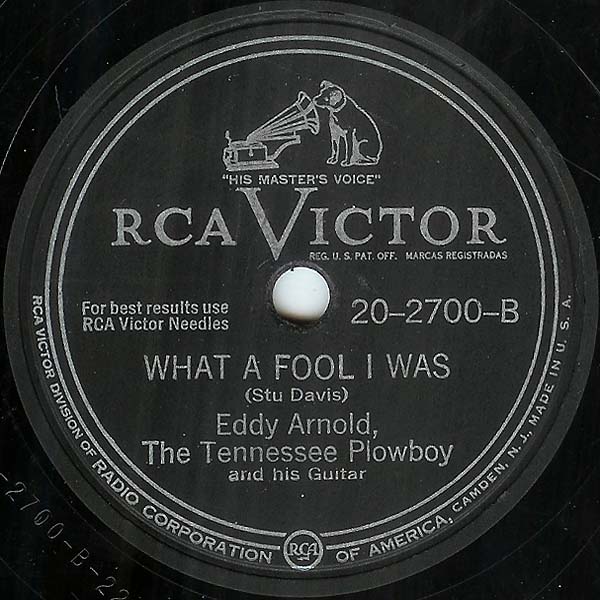 "HIS MASTER'S VOICE"
RCA VICTOR
REG. U. S. PAT. OFF. MARCAS REGISTRADAS
For best results use
RCA Victor Needles
20-2700-B
WHAT A FOOL I WAS
(Stu Davis)
Eddy Arnold,
The Tennessee Plowboy
and his Guitar
RCA VICTOR DIVISION OF RADIO CORPORATION OF AMERICA, CAMDEN, N. J., MADE IN U. S. A.
RCA
-2700-B-22